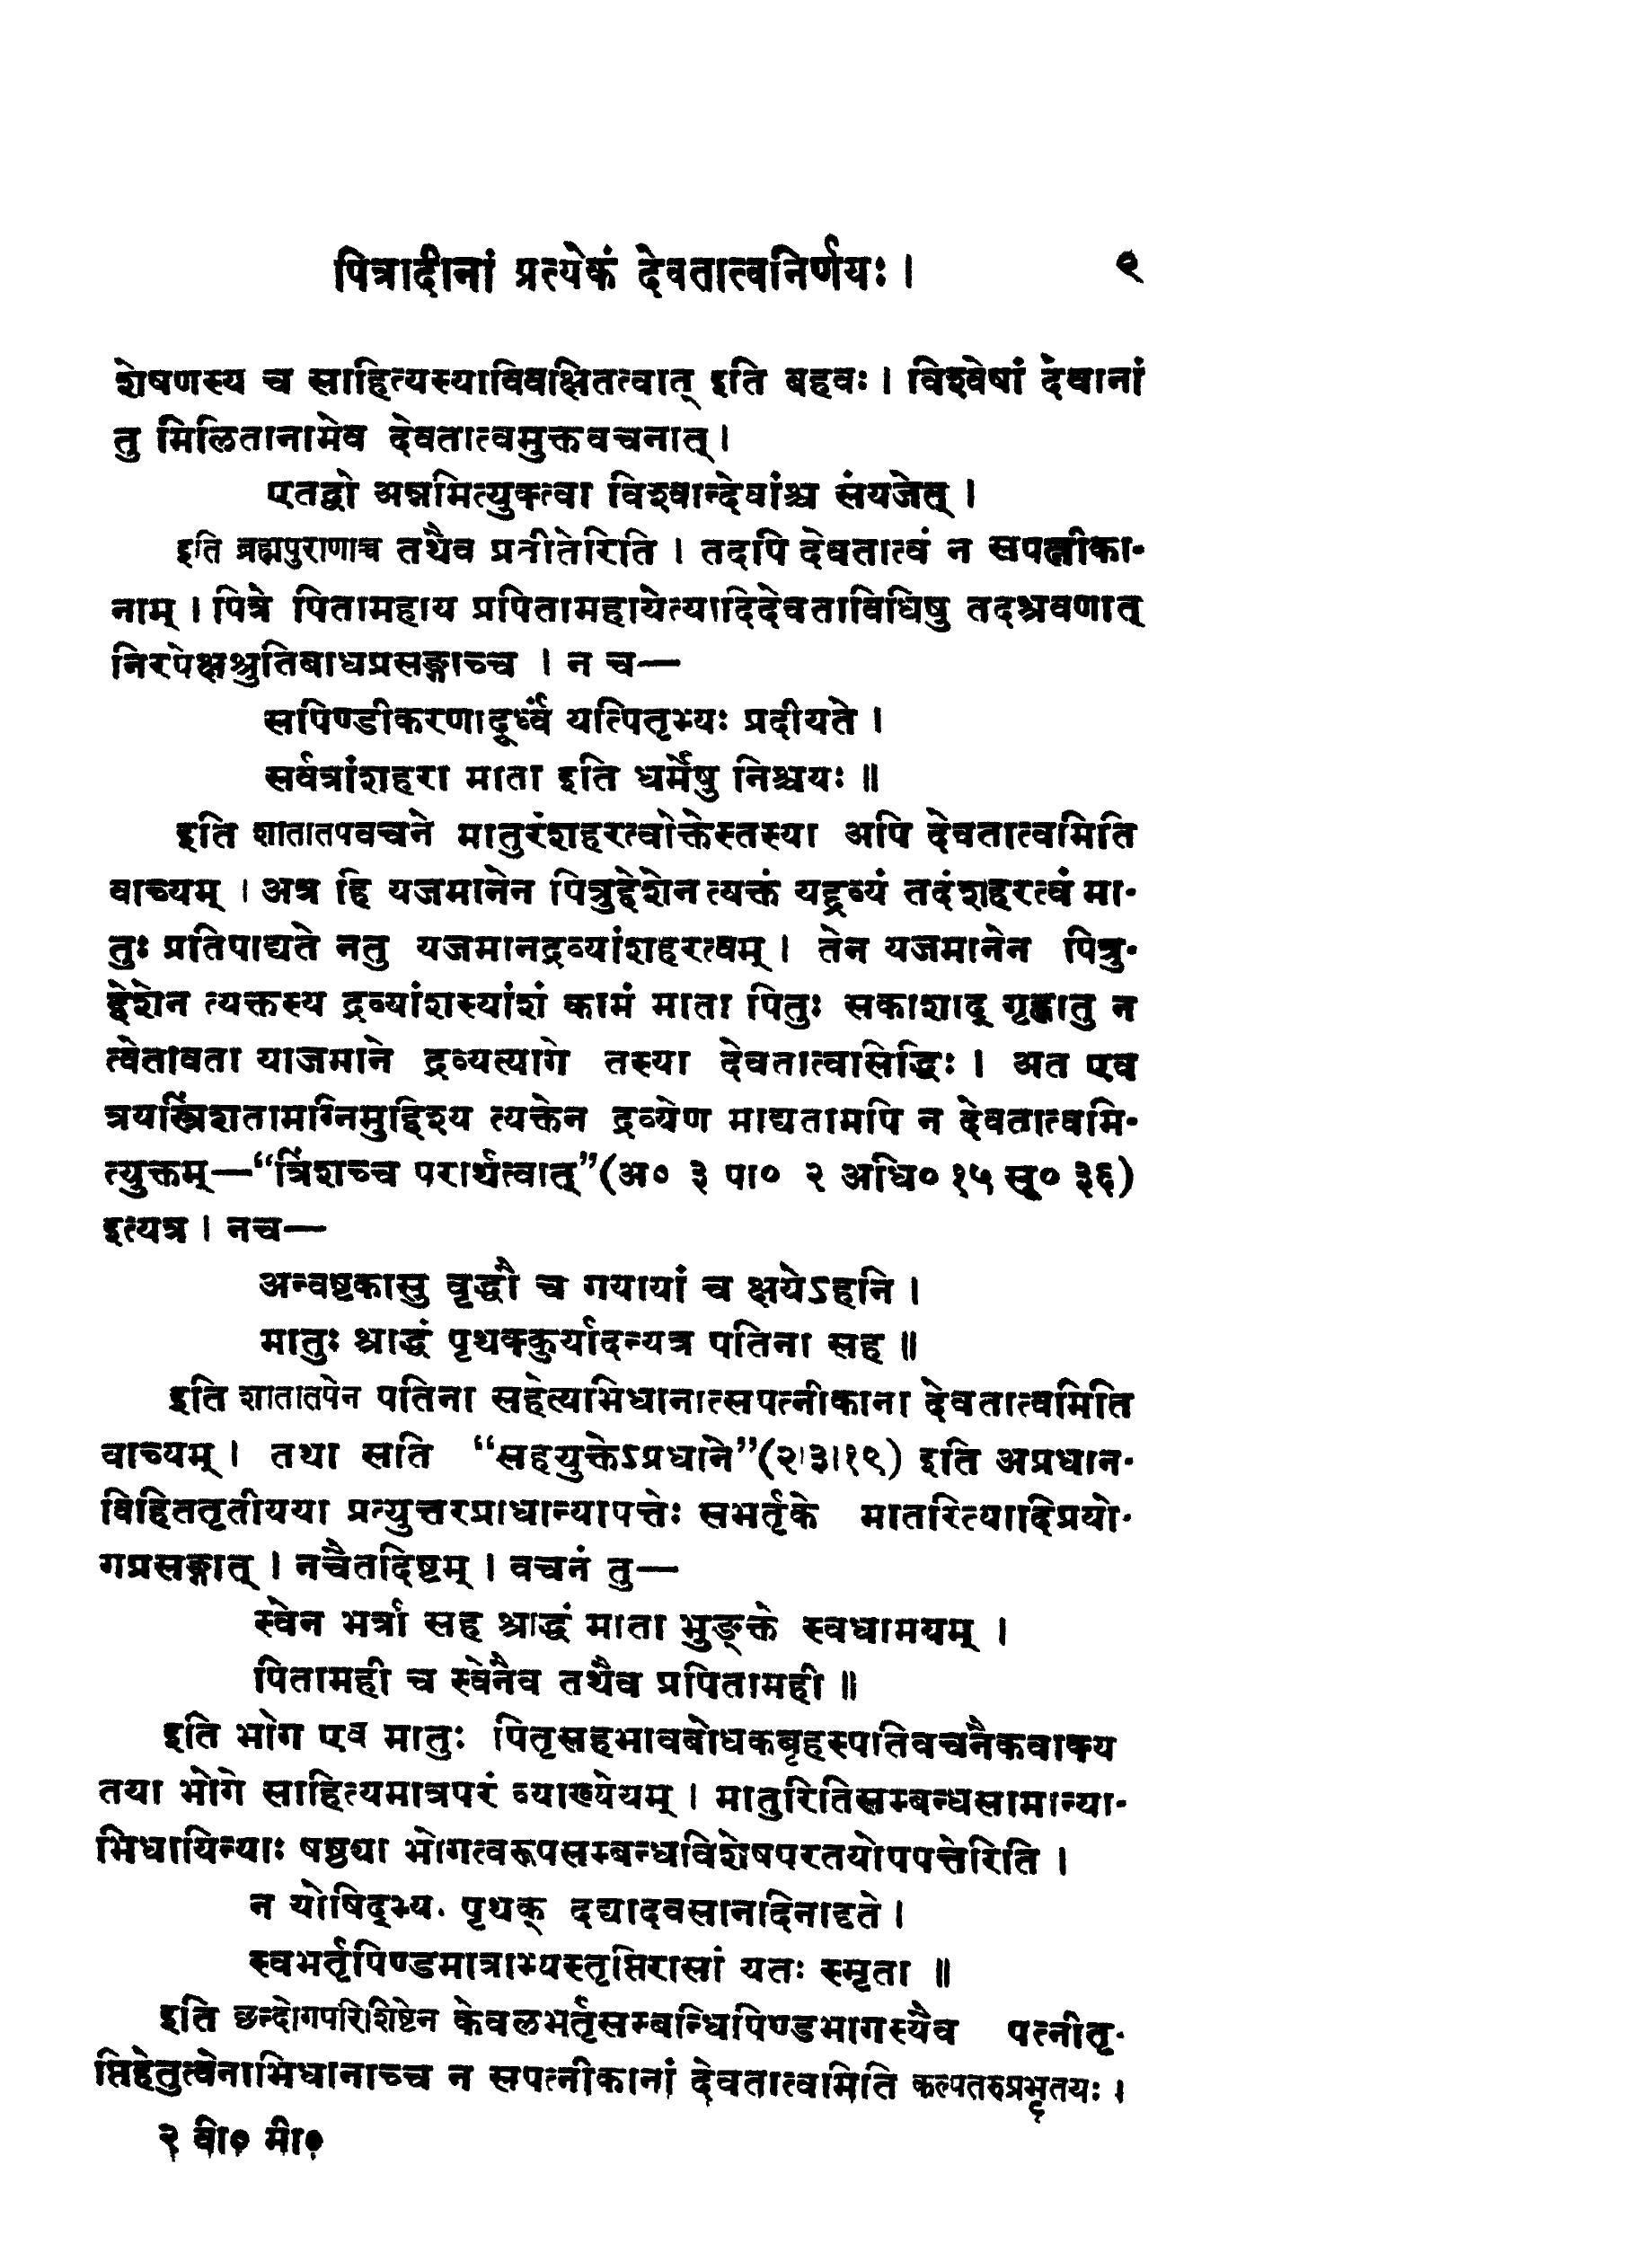 पित्रादीनां प्रत्येकं देवतात्वनिर्णयः। ९
शेषणस्य च साहित्यस्याविवक्षितत्वात् इति बहवः। विश्वेषां देवानां
तु मिलितानामेव देवतात्वमुक्तवचनात्।
एतद्वो अन्नमित्युक्त्वा विश्वान्देवांश्च संयजेत्।
इति ब्रह्मपुराणाच्च तथैव प्रतीतेरिति। तदपि देवतात्वं न सपत्नीका-
नाम्। पित्रे पितामहाय प्रपितामहायेत्यादिदेवताविधिषु तदश्रवणात्
निरपेक्षश्रुतिबाधप्रसङ्गाच्च । न च—
सपिण्डीकरणादूर्ध्वं यत्पितृभ्यः प्रदीयते।
सर्वत्रांशहरा माता इति धर्मेषु निश्चयः॥
इति शातातपवचने मातुरंशहरत्वोक्तेस्तस्या अपि देवतात्वमिति
वाच्यम् । अत्र हि यजमानेन पित्रुद्देशेन त्यक्तं यद्द्रव्यं तदंशहरत्वं मा-
तुः प्रतिपाद्यते नतु यजमानद्रव्यांशहरत्वम्। तेन यजमानेन पित्रु-
द्देशेन त्यक्तस्य द्रव्यांशस्यांशं कामं माता पितुः सकाशाद् गृह्णातु न
त्वेतावता याजमाने द्रव्यत्यागे तस्या देवतात्वासिद्धिः। अत एव
त्रयस्त्रिंशतामग्निमुद्दिश्य त्यक्तेन द्रव्येण माद्यतामपि न देवतात्वमि-
त्युक्तम्—“त्रिंशच्च परार्थत्वात्”(अ० ३ पा० २ अधि० १५ सू० ३६)
इत्यत्र। नच—
अन्वष्टकासु वृद्धौ च गयायां च क्षयेऽहनि।
मातुः श्राद्धं पृथक्कुर्यादन्यत्र पतिना सह॥
इति शातातपेन पतिना सहेत्यभिधानात्सपत्नीकाना देवतात्वमिति
वाच्यम्। तथा सति “सहयुक्तेऽप्रधाने”(२।३।१९) इति अप्रधान-
विहिततृतीयया प्रत्युत्तरप्राधान्यापत्तेः सभर्तृके मातरित्यादिप्रयो-
गप्रसङ्गात्। नचैतदिष्टम्। वचनं तु—
स्वेन भर्त्रा सह श्राद्धं माता भुङ्क्ते स्वधामयम्।
पितामही च स्वेनैव तथैव प्रपितामही॥
इति भोग एव मातुः पितृसहभावबोधकबृहस्पतिवचनैकवाक्य
तया भोगे साहित्यमात्रपरं व्याख्येयम्। मातुरितिसम्बन्धसामान्या-
भिधायिन्याः षष्ठ्या भोगत्वरूपसम्बन्धविशेषपरतयोपपत्तेरिति।
न योषिद्भ्य. पृथक् दद्यादवसानदिनादृते।
स्वभर्तृपिण्डमात्राभ्यस्तृप्तिरासां यतः स्मृता॥
इति छन्दोगपरिशिष्टेन केवलभर्तृसम्बन्धिपिण्डभागस्यैव पत्नीतृ-
प्तिहेतुत्वेनाभिधानाच्च न सपत्नीकानां देवतात्वमिति कल्पतरुप्रभृतयः।
२ वी० मी०